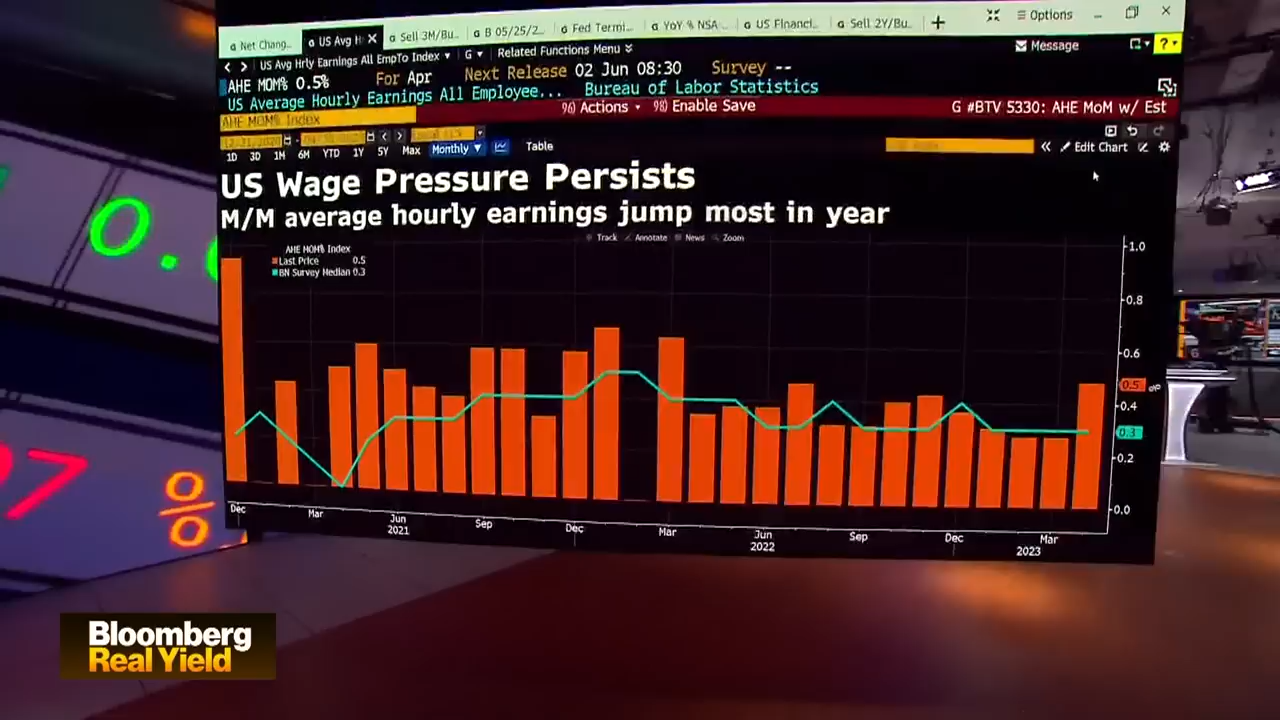 Net Chang..
US Avg H
Sell 3M/Bu..
B 05/25/2..
Fed Termi..
YoY % NSA..
US Financi..
Sell 2Y/Bu..
Options
US Avg Hrly Earnings All EmpTo Index
G
Related Functions Menu
Message
AHE MOM% 0.5%
For Apr
Next Release 02 Jun 08:30
Survey --
US Average Hourly Earnings All Employee...
Bureau of Labor Statistics
AHE MOM% Index
96) Actions
98) Enable Save
G #BTV 5330: AHE MoM w/ Est
1D 3D 1M 6M YTD 1Y 5Y Max Monthly
Table
Edit Chart
US Wage Pressure Persists
M/M average hourly earnings jump most in year
Track Annotate News Zoom
AHE MOM% Index
Last Price 0.5
BN Survey Median 0.3
1.0
0.8
0.6
0.5
0.4
0.3
0.2
0.0
Dec Mar Jun Sep Dec Mar Jun Sep Dec Mar
2021 2022 2023
0.
97 %
Bloomberg
Real Yield